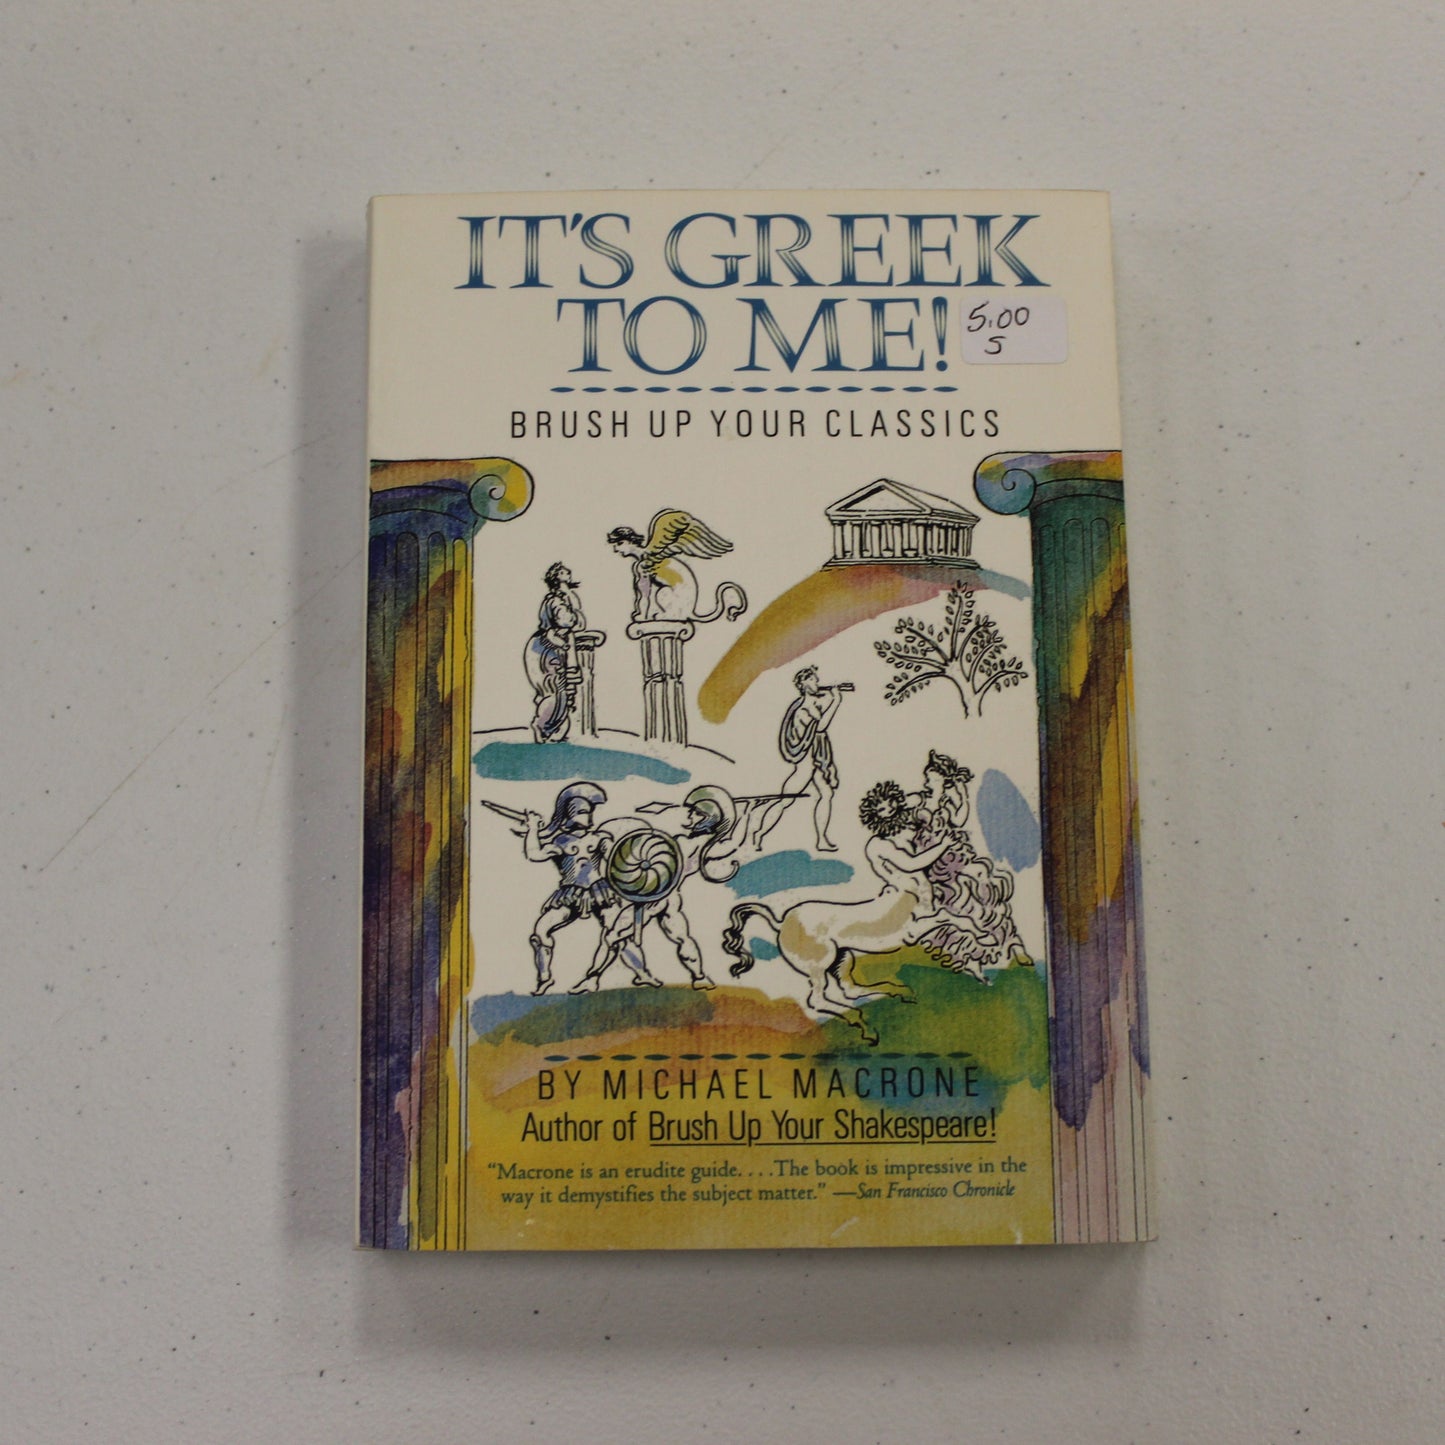 IT'S GREEK
TO ME!
5.00
S
BRUSH UP YOUR CLASSICS
BY MICHAEL MACRONE
Author of Brush Up Your Shakespeare!
"Macrone is an erudite guide. . . .The book is impressive in the
way it demystifies the subject matter." —San Francisco Chronicle